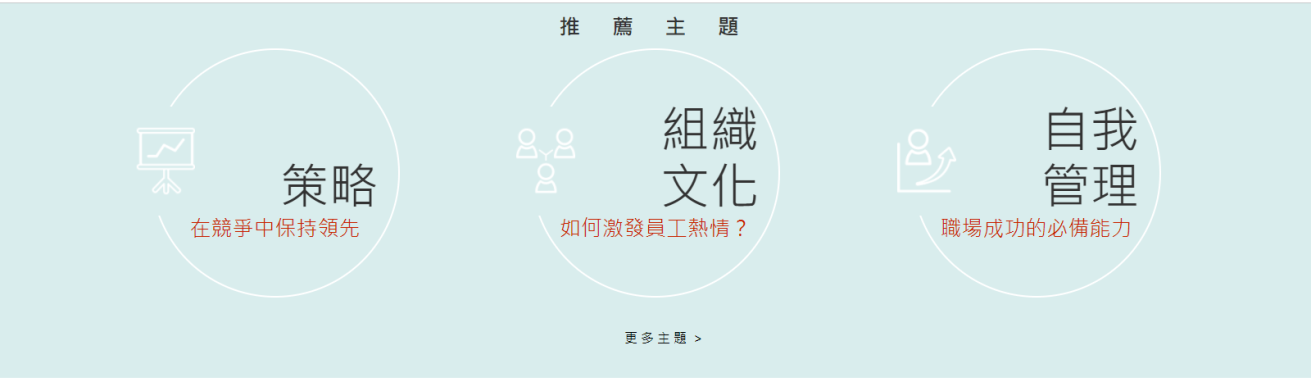 推薦主題
策略
在競爭中保持領先
組織
文化
如何激發員工熱情？
自我
管理
職場成功的必備能力
更多主題 >